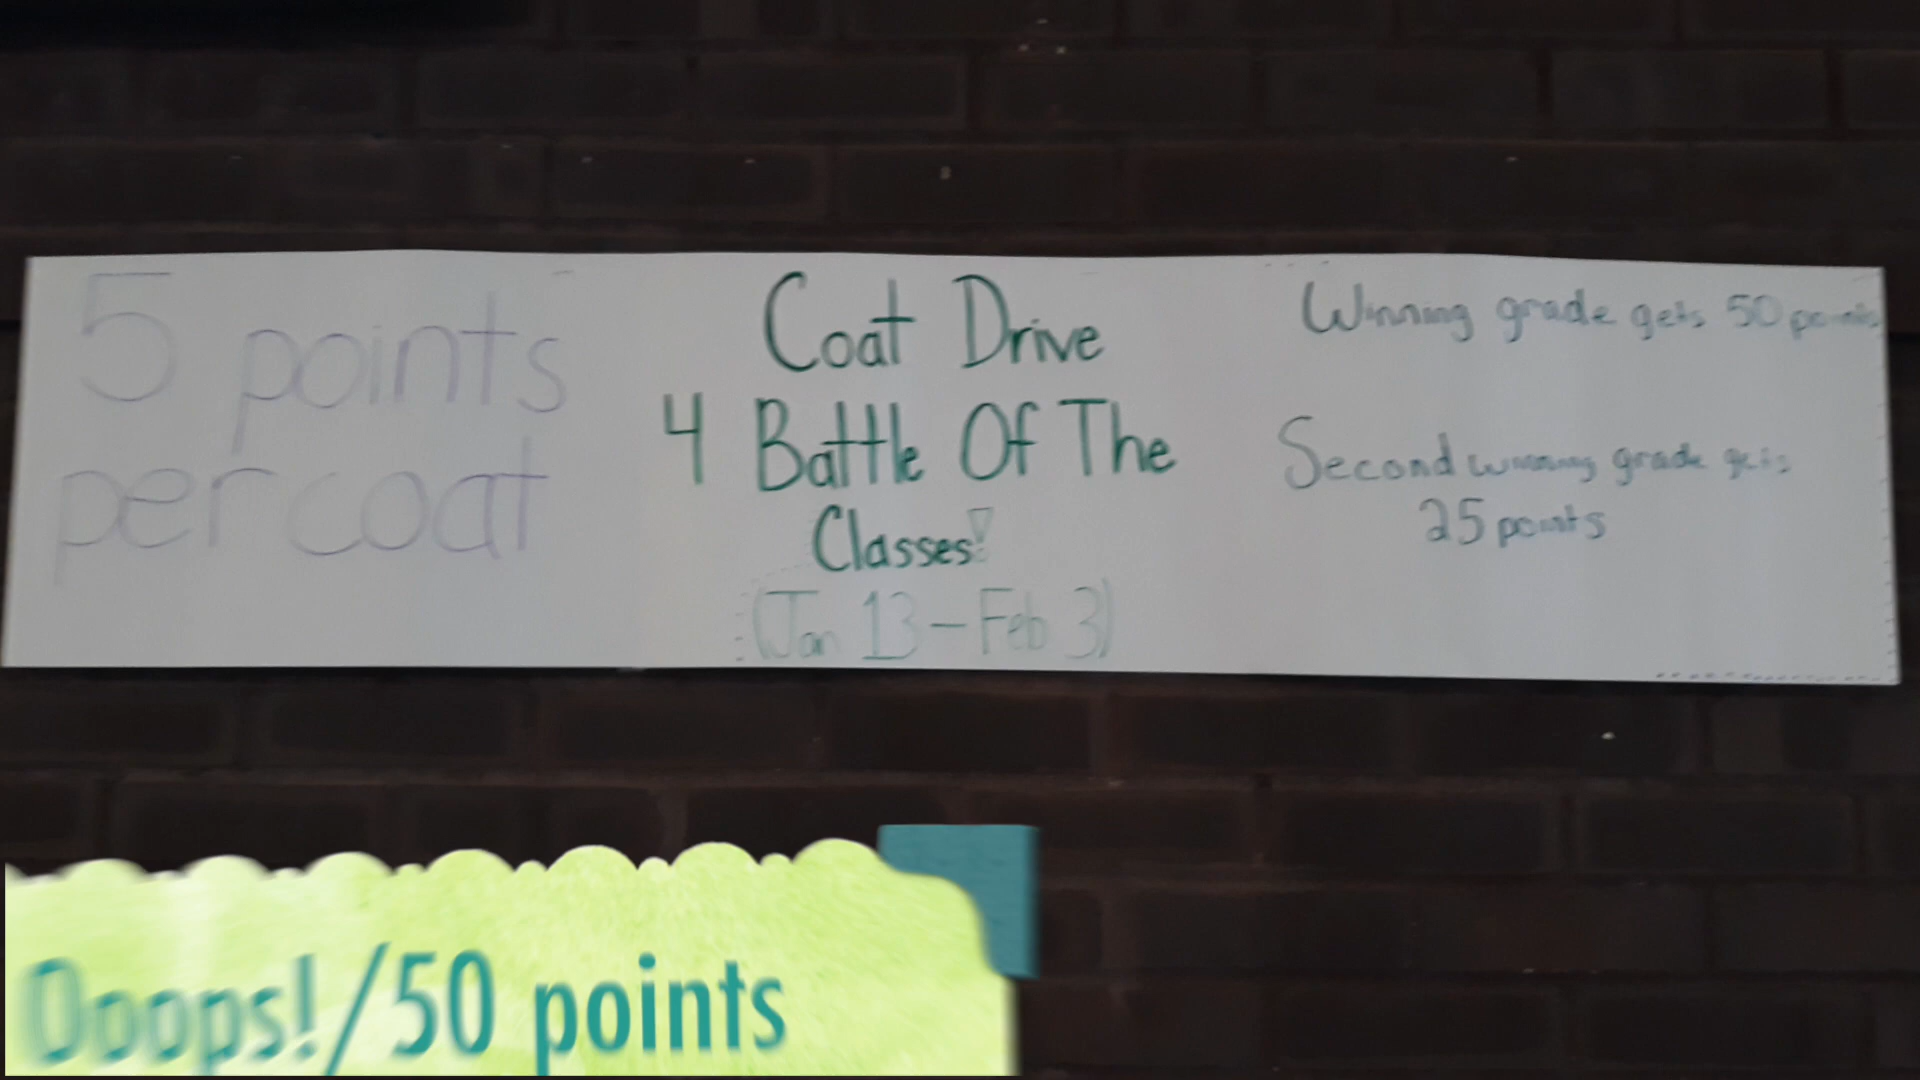 5 points
per coat
Coat Drive
4 Battle Of The
Classes!
(Jan 13 - Feb 3)
Winning grade gets 50 points
Second winning grade gets
25 points
Ooops!/50 points